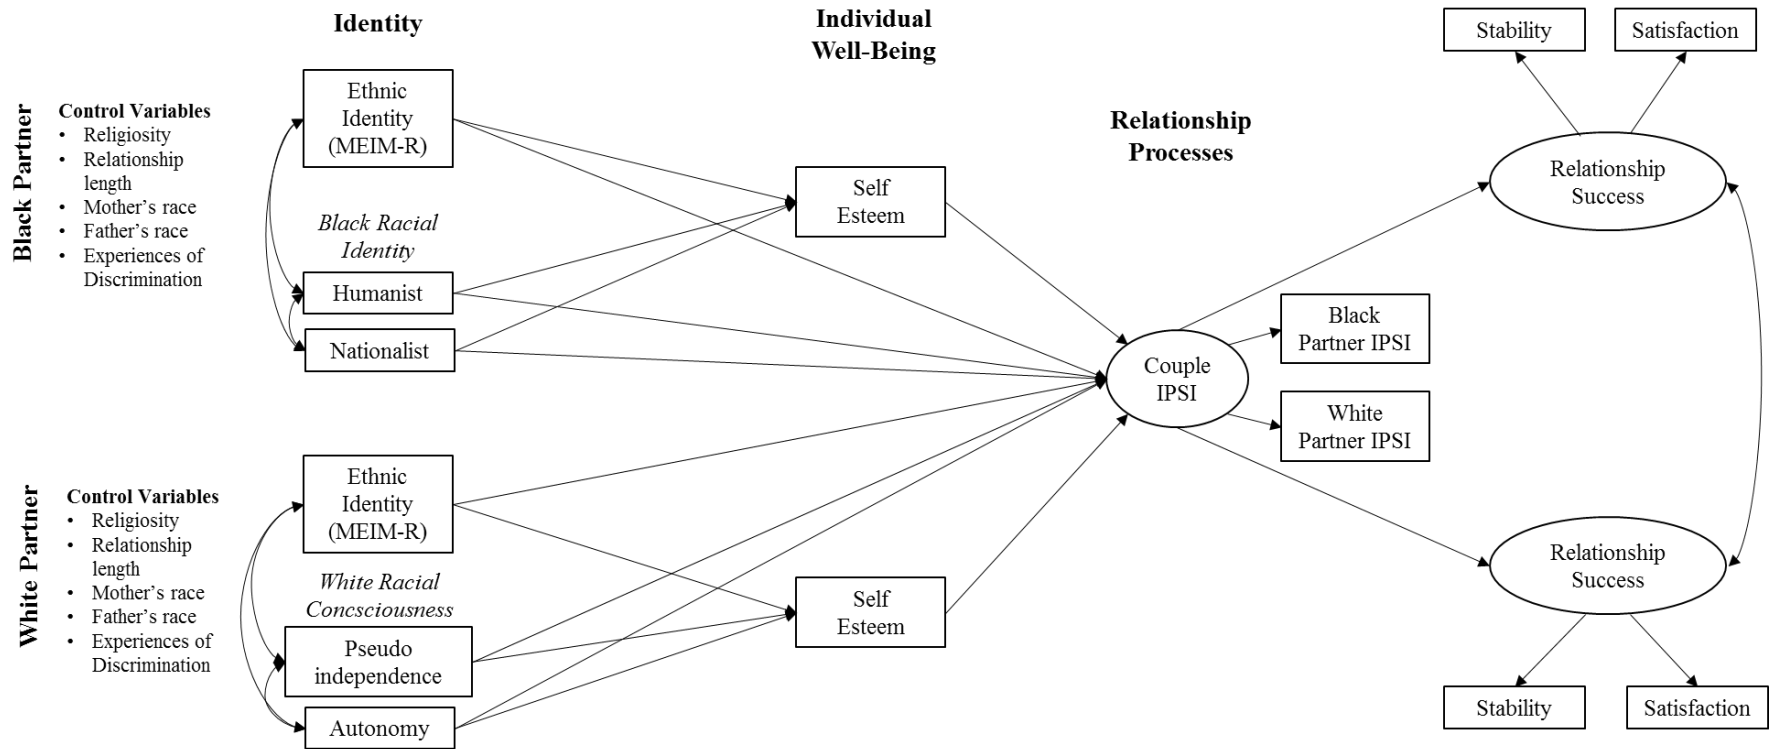 Identity
Individual
Well-Being
Relationship
Processes
Black Partner
Control Variables
• Religiosity
• Relationship
length
• Mother's race
• Father's race
• Experiences of
Discrimination
Ethnic
Identity
(MEIM-R)
Black Racial
Identity
Humanist
Nationalist
Self
Esteem
Stability
Satisfaction
Relationship
Success
Couple
IPSI
Black
Partner IPSI
White
Partner IPSI
White Partner
Control Variables
• Religiosity
• Relationship
length
• Mother's race
• Father's race
• Experiences of
Discrimination
Ethnic
Identity
(MEIM-R)
White Racial
Concsciousness
Pseudo
independence
Autonomy
Self
Esteem
Relationship
Success
Stability
Satisfaction